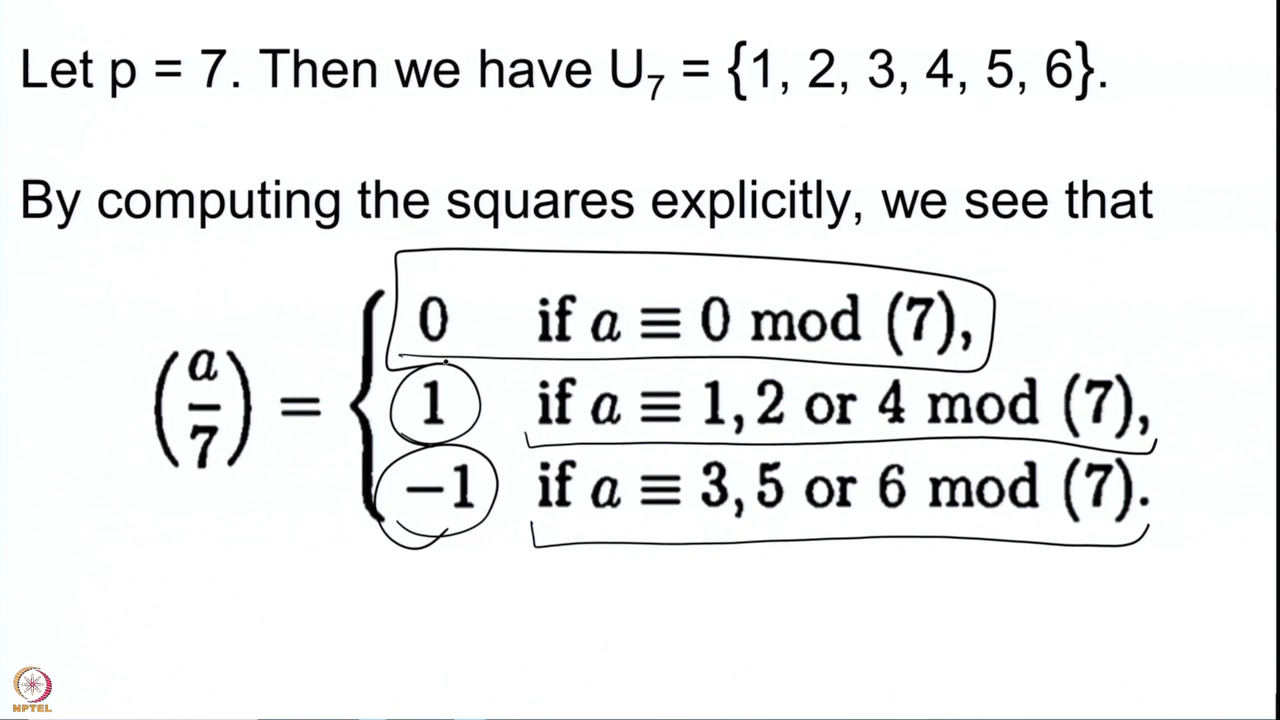 Let p = 7. Then we have U₇ = {1, 2, 3, 4, 5, 6}.
By computing the squares explicitly, we see that
(a/7) = { 0 if a ≡ 0 mod (7),
1 if a ≡ 1, 2 or 4 mod (7),
−1 if a ≡ 3, 5 or 6 mod (7).
NPTEL